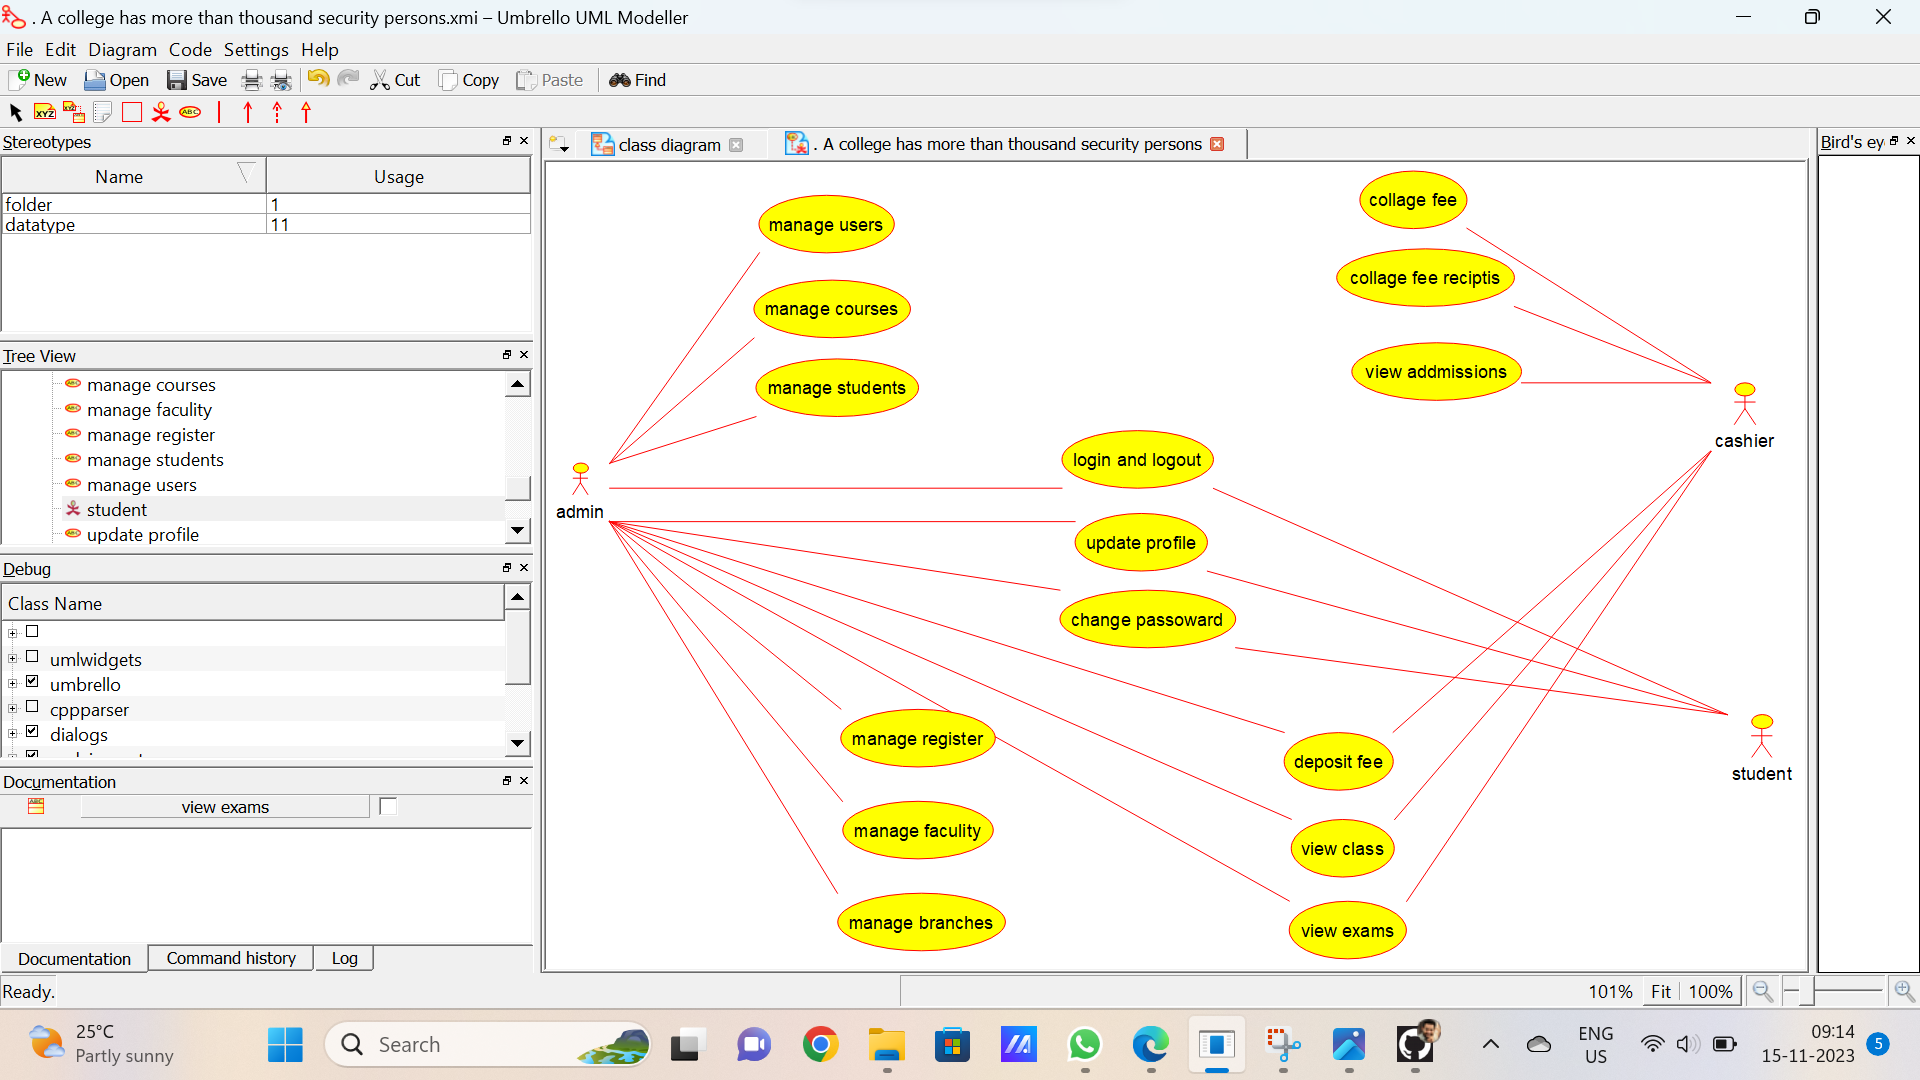 . A college has more than thousand security persons.xmi – Umbrello UML Modeller
File Edit Diagram Code Settings Help
New Open Save Cut Copy Paste Find
XYZ XYZ ABC
Stereotypes
Name Usage
folder 1
datatype 11
Tree View
manage courses
manage faculty
manage register
manage students
manage users
student
update profile
Debug
Class Name
umlwidgets
umbrello
cppparser
dialogs
Documentation
view exams
Documentation Command history Log
Ready.
class diagram
. A college has more than thousand security persons
manage users
manage courses
manage students
admin
collage fee
collage fee reciptis
view addmissions
cashier
login and logout
update profile
change passoward
manage register
manage faculity
manage branches
deposit fee
view class
view exams
student
Bird's ey
101% Fit 100%
25°C
Partly sunny
Search
ENG
US
09:14
15-11-2023
5